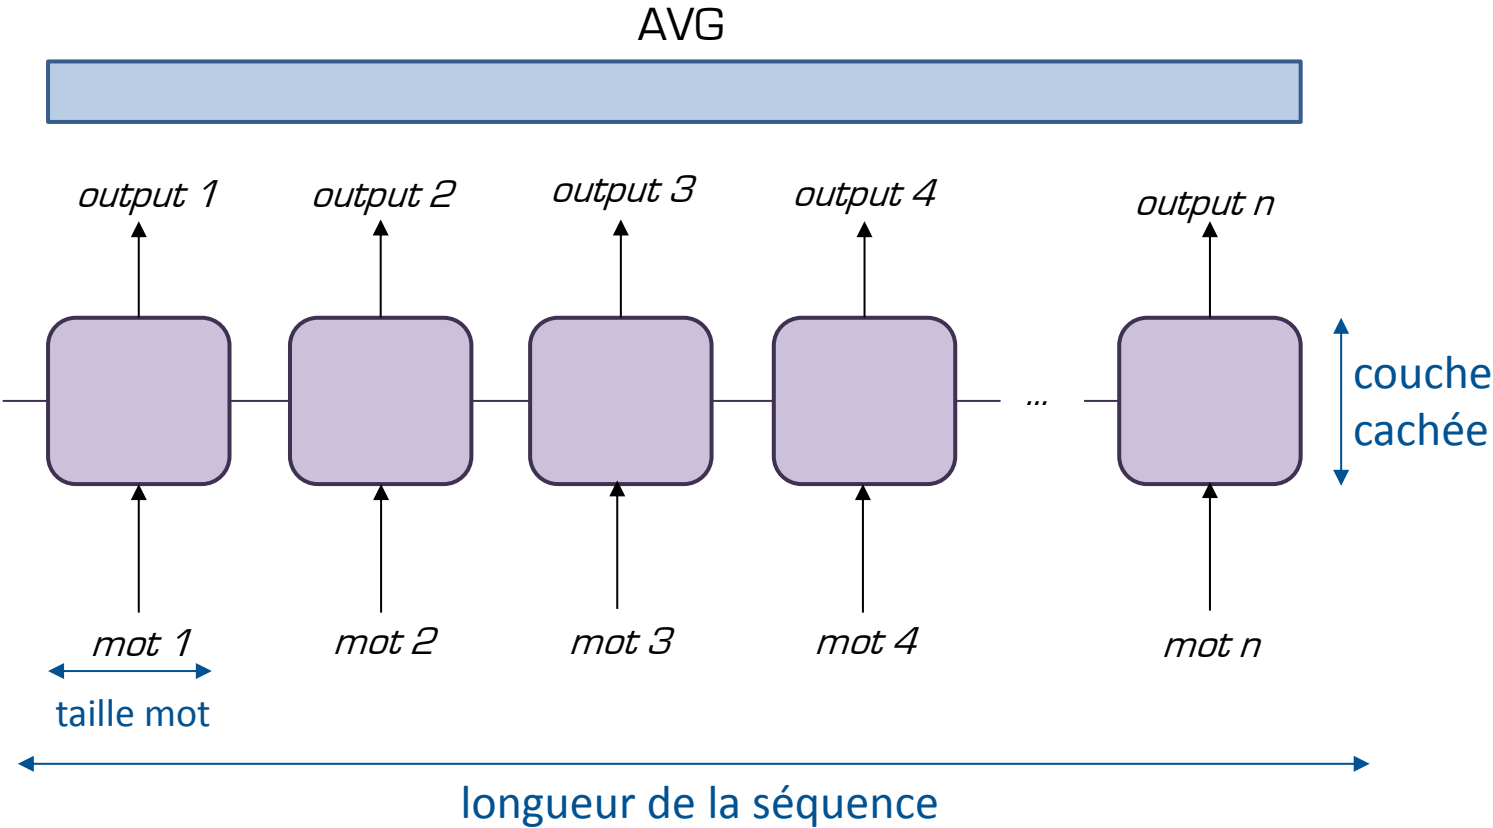 AVG
output 1 output 2 output 3 output 4 output n
... couche
cachée
mot 1 mot 2 mot 3 mot 4 mot n
taille mot
longueur de la séquence